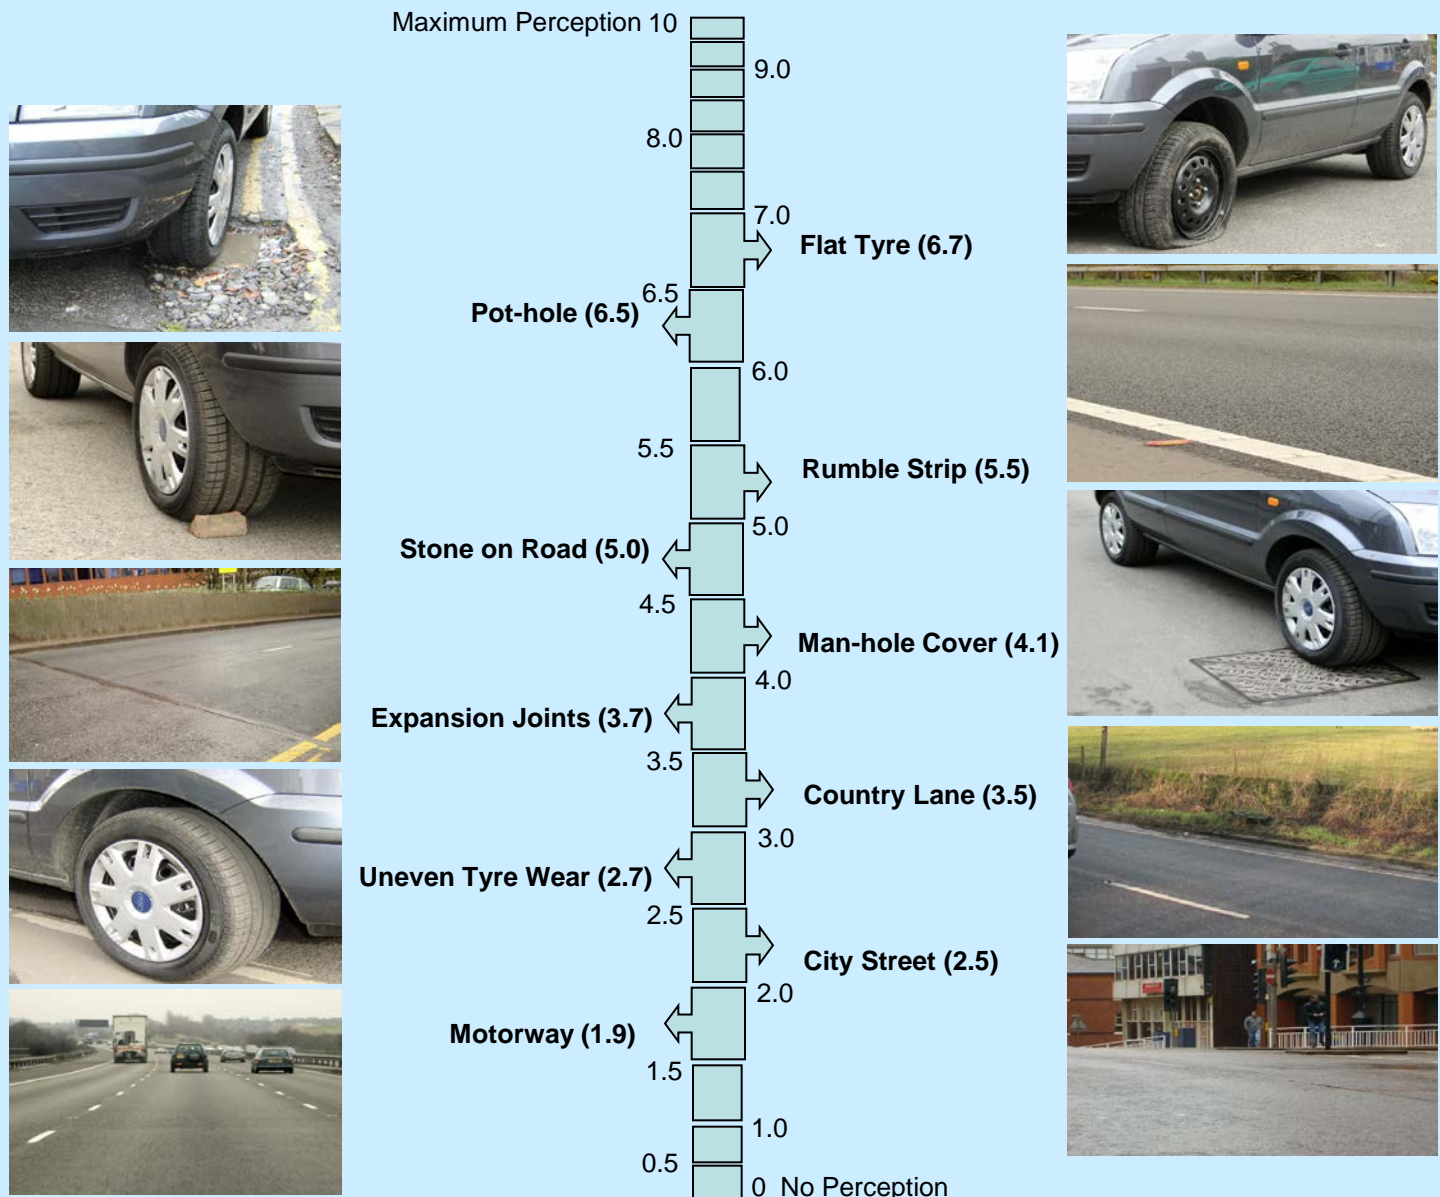 Maximum Perception 10
9.0
8.0
7.0
Flat Tyre (6.7)
6.5
Pot-hole (6.5)
6.0
5.5
Rumble Strip (5.5)
5.0
Stone on Road (5.0)
4.5
Man-hole Cover (4.1)
4.0
Expansion Joints (3.7)
3.5
Country Lane (3.5)
3.0
Uneven Tyre Wear (2.7)
2.5
City Street (2.5)
2.0
Motorway (1.9)
1.5
1.0
0.5
0 No Perception